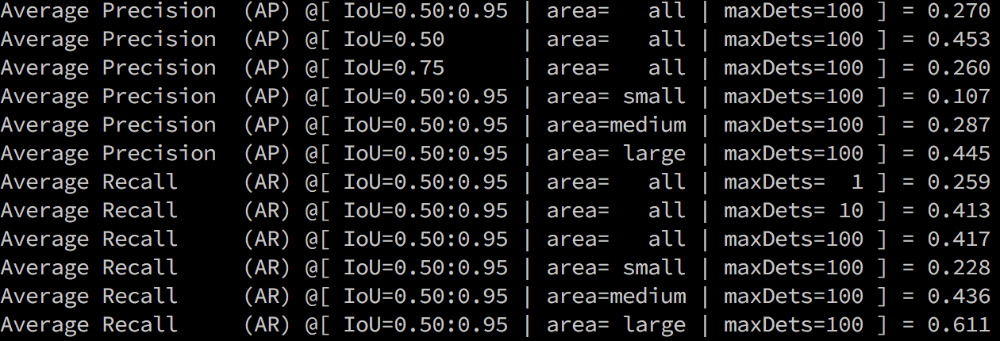 Average Precision  (AP) @[ IoU=0.50:0.95 | area=   all | maxDets=100 ] = 0.270
Average Precision  (AP) @[ IoU=0.50      | area=   all | maxDets=100 ] = 0.453
Average Precision  (AP) @[ IoU=0.75      | area=   all | maxDets=100 ] = 0.260
Average Precision  (AP) @[ IoU=0.50:0.95 | area= small | maxDets=100 ] = 0.107
Average Precision  (AP) @[ IoU=0.50:0.95 | area=medium | maxDets=100 ] = 0.287
Average Precision  (AP) @[ IoU=0.50:0.95 | area= large | maxDets=100 ] = 0.445
Average Recall     (AR) @[ IoU=0.50:0.95 | area=   all | maxDets=  1 ] = 0.259
Average Recall     (AR) @[ IoU=0.50:0.95 | area=   all | maxDets= 10 ] = 0.413
Average Recall     (AR) @[ IoU=0.50:0.95 | area=   all | maxDets=100 ] = 0.417
Average Recall     (AR) @[ IoU=0.50:0.95 | area= small | maxDets=100 ] = 0.228
Average Recall     (AR) @[ IoU=0.50:0.95 | area=medium | maxDets=100 ] = 0.436
Average Recall     (AR) @[ IoU=0.50:0.95 | area= large | maxDets=100 ] = 0.611